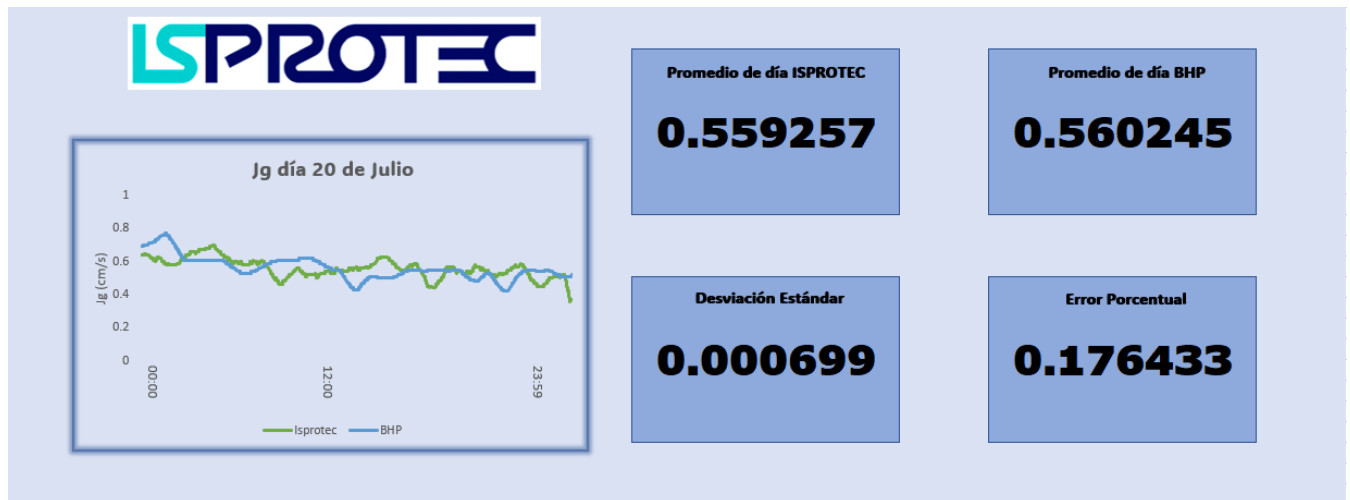 ISPROTEC
Promedio de día ISPROTEC
0.559257
Promedio de día BHP
0.560245
Jg día 20 de Julio
Jg (cm/s)
1
0.8
0.6
0.4
0.2
0
00:00
12:00
23:59
Isprotec
BHP
Desviación Estándar
0.000699
Error Porcentual
0.176433